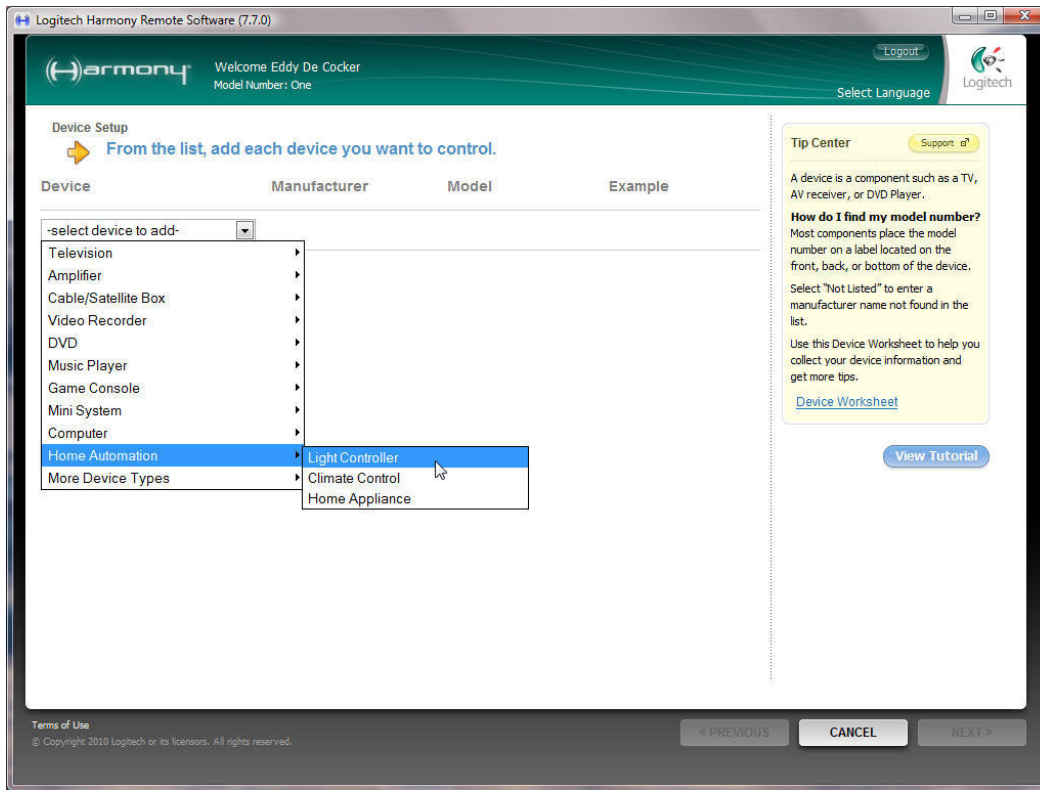 Logitech Harmony Remote Software (7.7.0)
Harmony
Welcome Eddy De Cocker
Model Number: One
Logout
Select Language
Logitech
Device Setup
From the list, add each device you want to control.
Device Manufacturer Model Example
-select device to add-
Television
Amplifier
Cable/Satellite Box
Video Recorder
DVD
Music Player
Game Console
Mini System
Computer
Home Automation
More Device Types
Light Controller
Climate Control
Home Appliance
Tip Center
Support
A device is a component such as a TV,
AV receiver, or DVD Player.
How do I find my model number?
Most components place the model
number on a label located on the
front, back, or bottom of the device.
Select "Not Listed" to enter a
manufacturer name not found in the
list.
Use this Device Worksheet to help you
collect your device information and
get more tips.
Device Worksheet
View Tutorial
Terms of Use
© Copyright 2010 Logitech or its licensors. All rights reserved.
< PREVIOUS
CANCEL
NEXT >